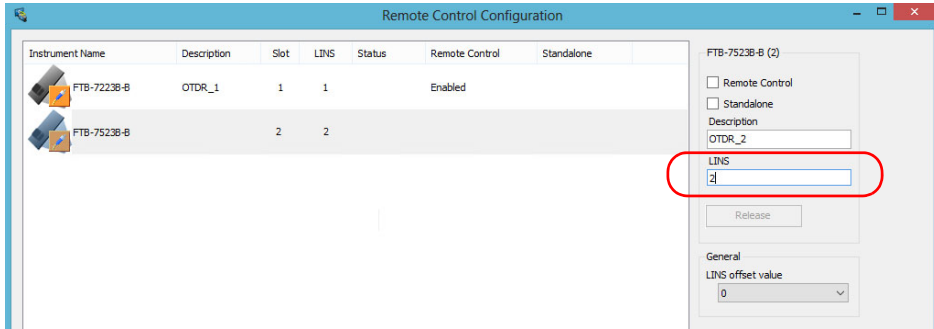 Remote Control Configuration
Instrument Name Description Slot LINS Status Remote Control Standalone
FTB-7223B-B OTDR_1 1 1 Enabled
FTB-7523B-B 2 2
FTB-7523B-B (2)
Remote Control
Standalone
Description
OTDR_2
LINS
2
Release
General
LINS offset value
0